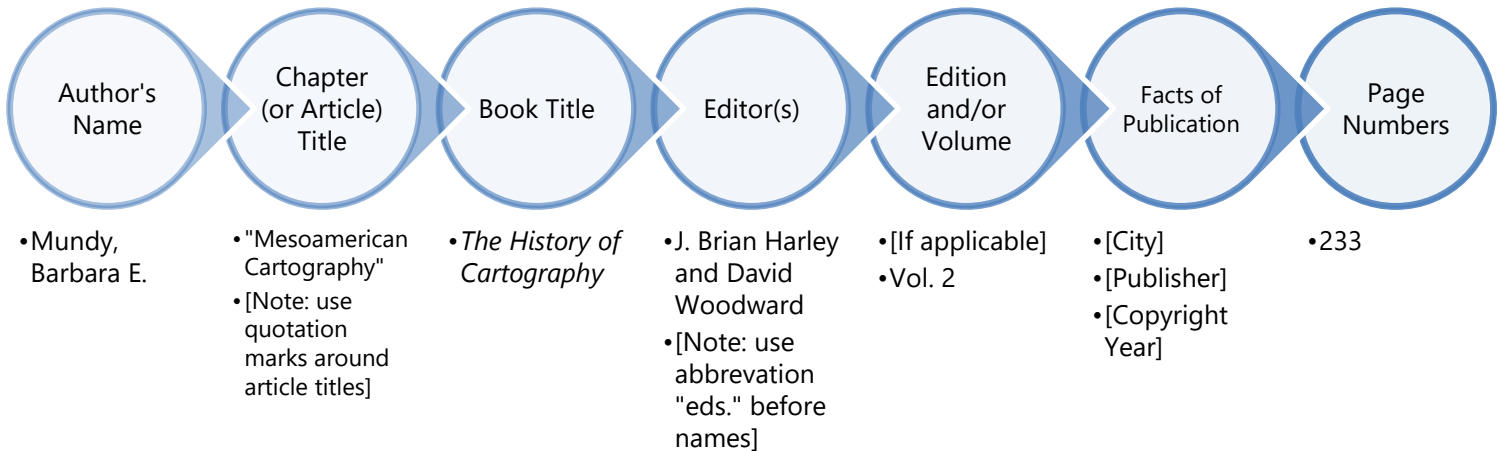 Author's
Name
Chapter
(or Article)
Title
Book Title
Editor(s)
Edition
and/or
Volume
Facts of
Publication
Page
Numbers
•Mundy,
Barbara E.
•"Mesoamerican
Cartography"
•[Note: use
quotation
marks around
article titles]
•The History of
Cartography
•J. Brian Harley
and David
Woodward
•[Note: use
abbrevation
"eds." before
names]
•[If applicable]
•Vol. 2
•[City]
•[Publisher]
•[Copyright
Year]
•233